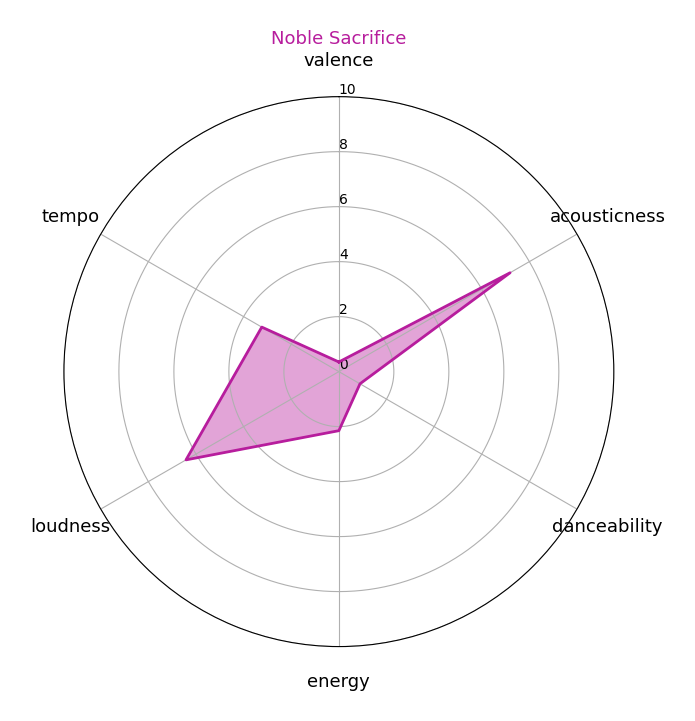 Noble Sacrifice
valence
10
8
6
4
2
0
tempo
acousticness
loudness
danceability
energy